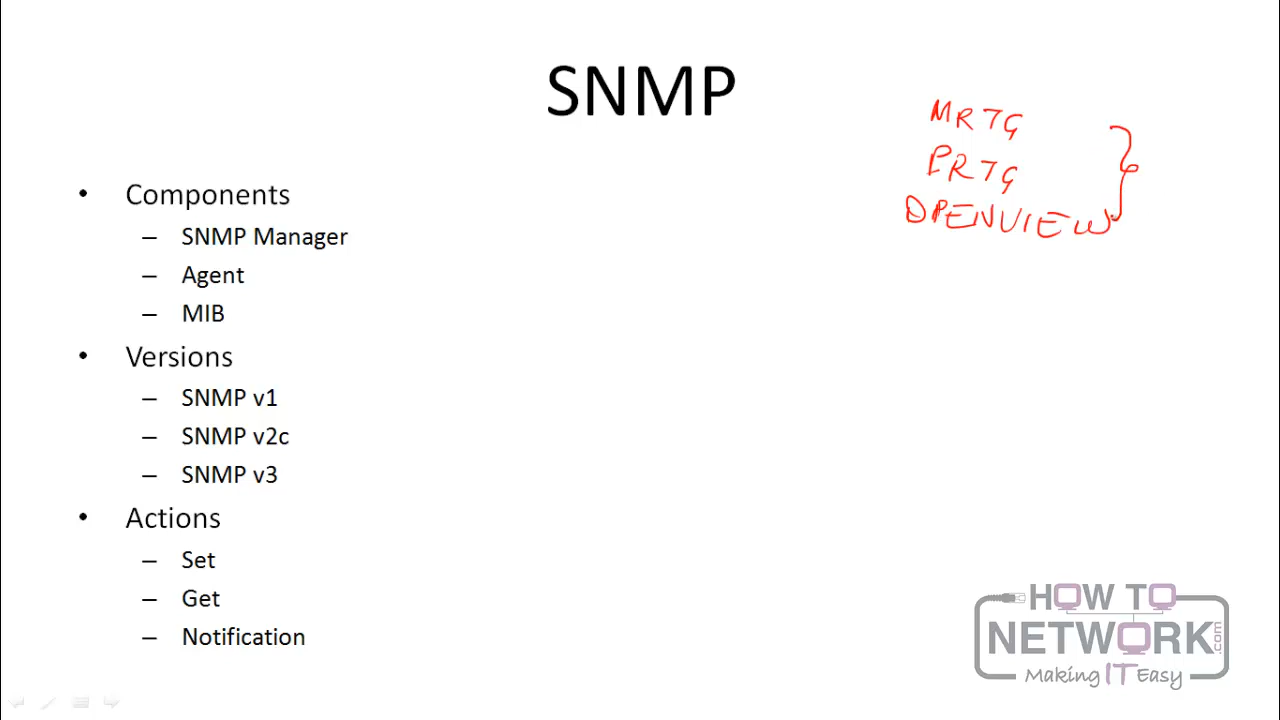 SNMP
MRTG
PRTG
OPENVIEW
• Components
– SNMP Manager
– Agent
– MIB
• Versions
– SNMP v1
– SNMP v2c
– SNMP v3
• Actions
– Set
– Get
– Notification
HOW TO
NETWORK.com
Making IT Easy